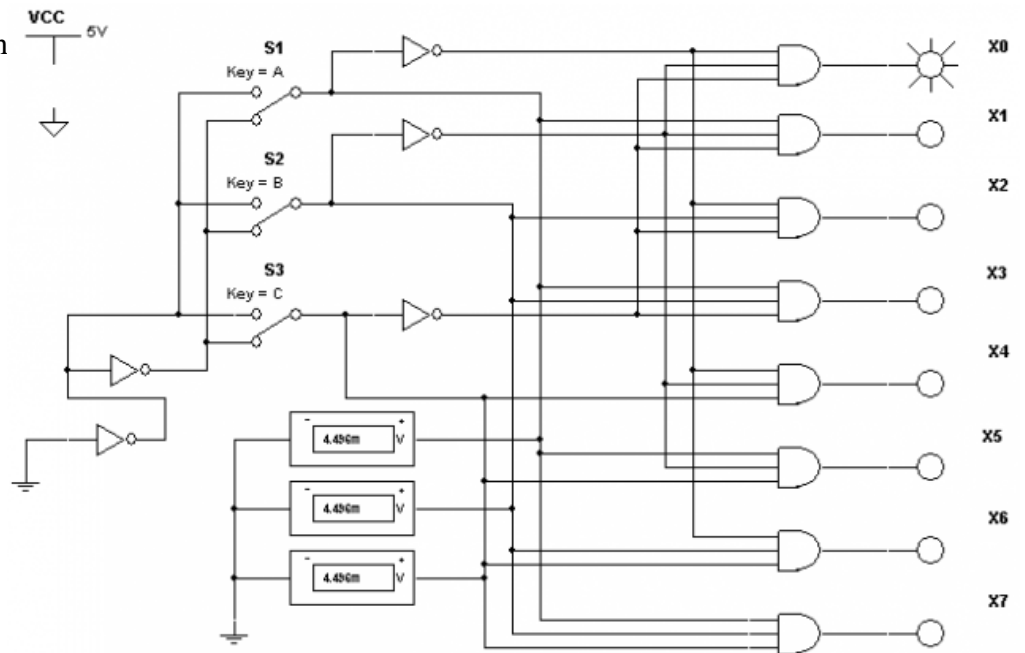 VCC
5V
n
S1
Key = A
S2
Key = B
S3
Key = C
X0
X1
X2
X3
X4
X5
X6
X7
- 4.496m + V
- 4.496m + V
- 4.496m + V